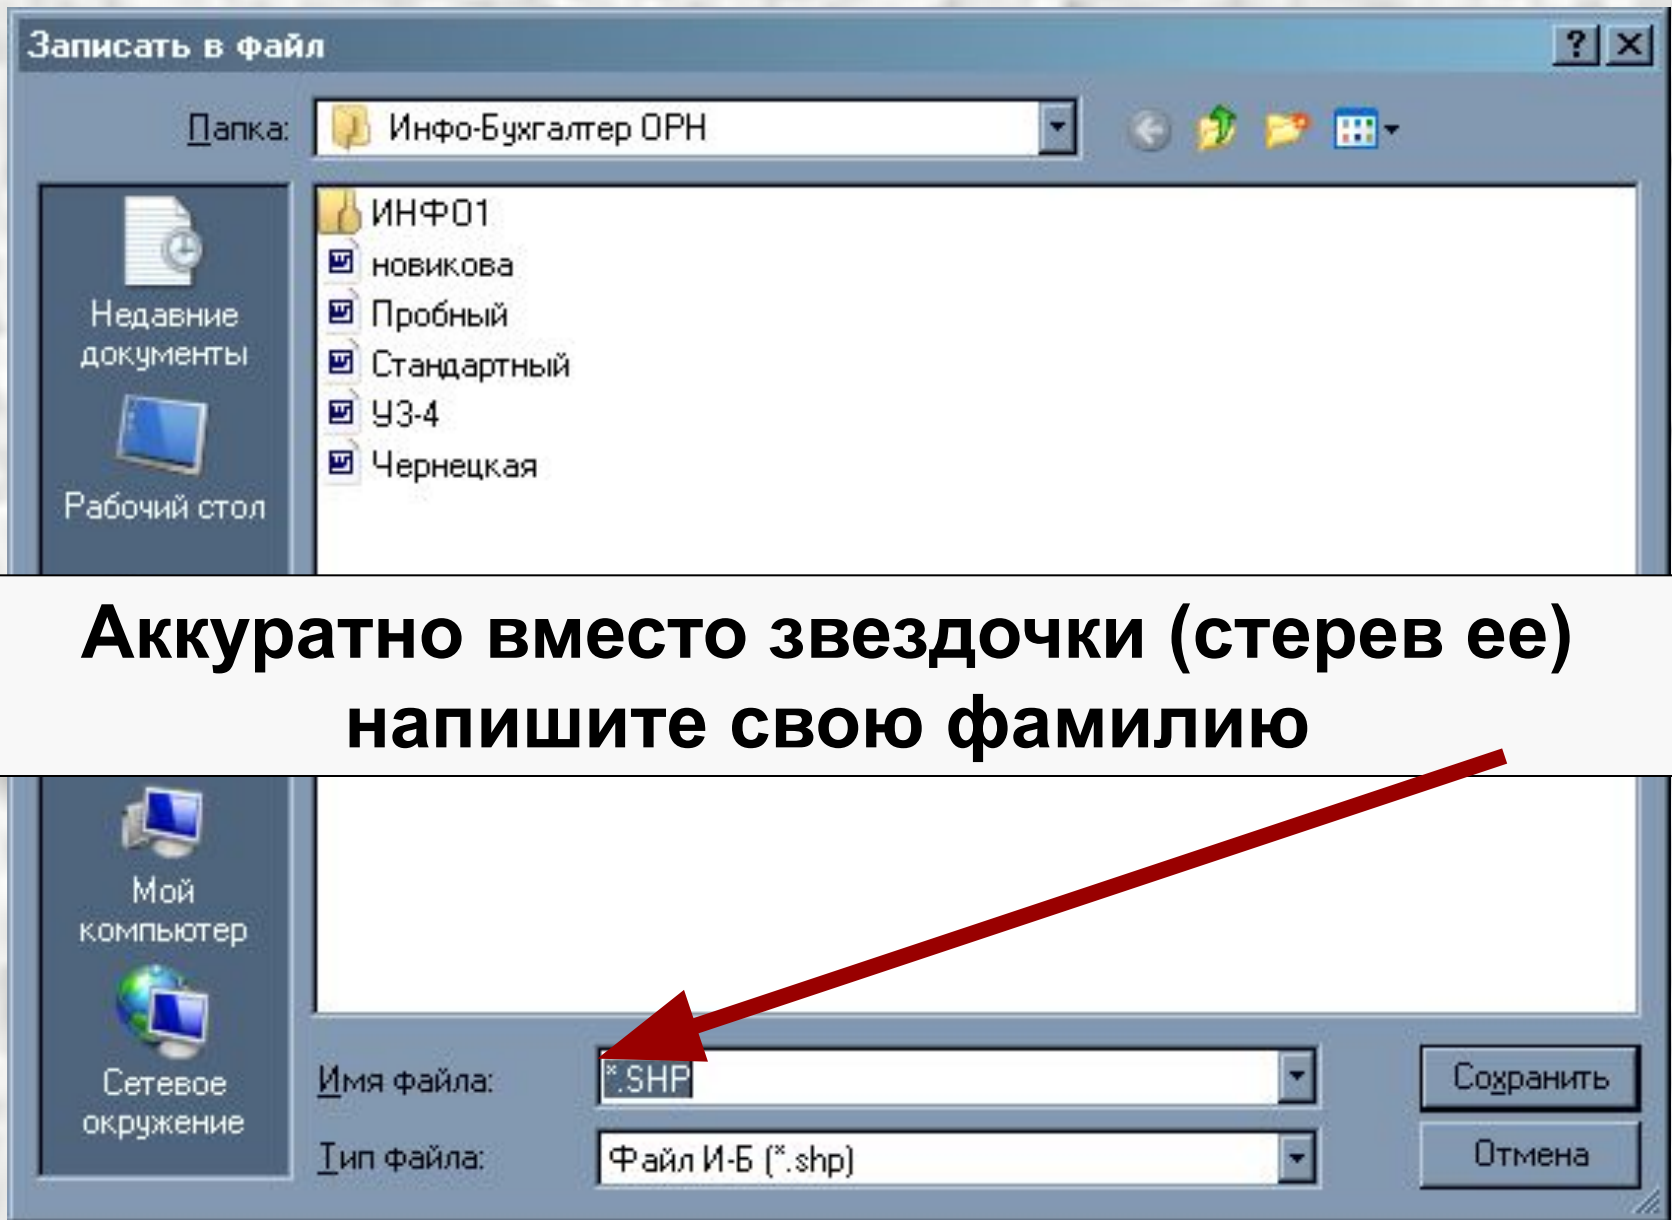 Записать в файл
Папка:
Инфо-Бухгалтер ОРН
ИНФО1
новикова
Пробный
Стандартный
УЗ-4
Чернецкая
Недавние
документы
Рабочий стол
Аккуратно вместо звездочки (стерев ее)
напишите свою фамилию
Мой
компьютер
Сетевое
окружение
Имя файла:
*.SHP
Сохранить
Тип файла:
Файл И-Б (*.shp)
Отмена